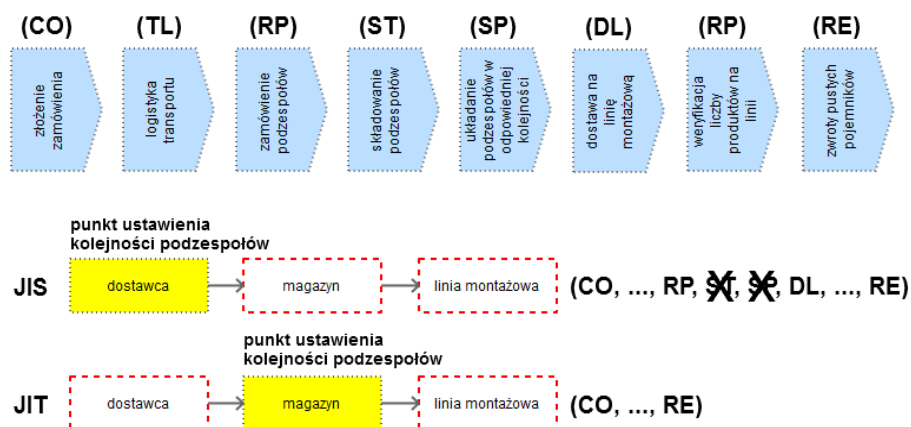 (CO) (TL) (RP) (ST) (SP) (DL) (RP) (RE)
złożenie
zamówienia
logistyka
transportu
zamówienie
podzespołów
składowanie
podzespołów
układanie
podzespołów w
odpowiedniej
kolejności
dostawa na
linię
montażową
weryfikacja
liczby
produktów na
linii
zwroty pustych
pojemników
punkt ustawienia
kolejności podzespołów
JIS dostawca magazyn linia montażowa (CO, ..., RP, ST, SP, DL, ..., RE)
punkt ustawienia
kolejności podzespołów
JIT dostawca magazyn linia montażowa (CO, ..., RE)